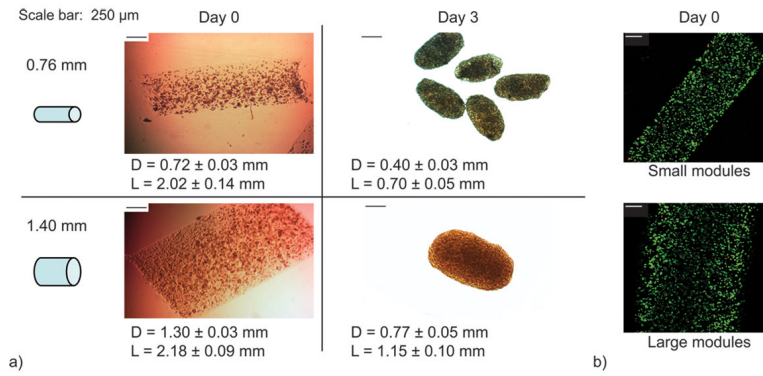 Scale bar: 250 µm
Day 0
Day 3
Day 0
0.76 mm
D = 0.72 ± 0.03 mm
L = 2.02 ± 0.14 mm
D = 0.40 ± 0.03 mm
L = 0.70 ± 0.05 mm
Small modules
1.40 mm
D = 1.30 ± 0.03 mm
L = 2.18 ± 0.09 mm
D = 0.77 ± 0.05 mm
L = 1.15 ± 0.10 mm
Large modules
a)
b)